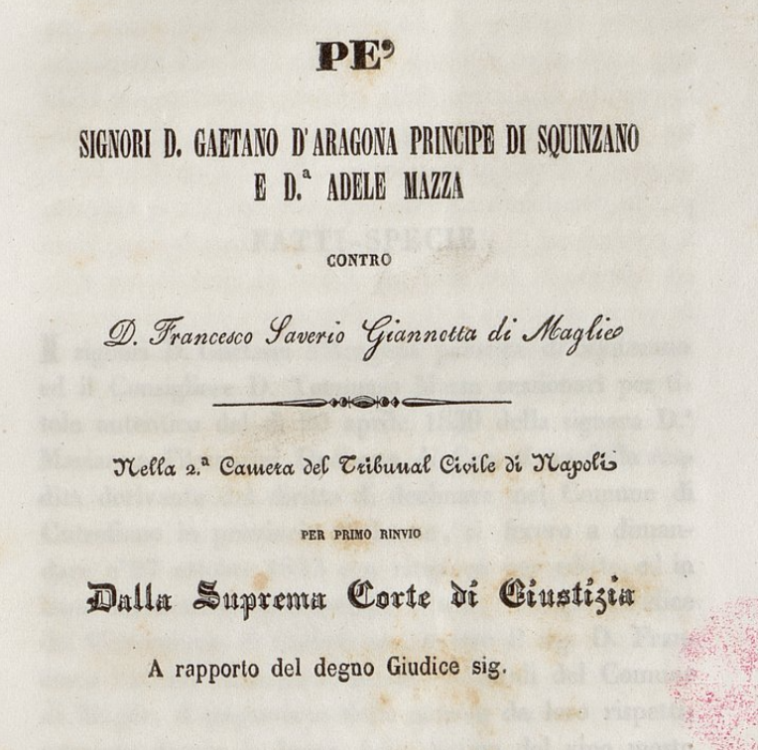 PE'
SIGNORI D. GAETANO D'ARAGONA PRINCIPE DI SQUINZANO
E D.ª ADELE MAZZA
CONTRO
D. Francesco Saverio Giannotta di Maglie
Nella 2.ª Camera del Tribunal Civile di Napoli
PER PRIMO RINVIO
Dalla Suprema Corte di Giustizia
A rapporto del degno Giudice sig.